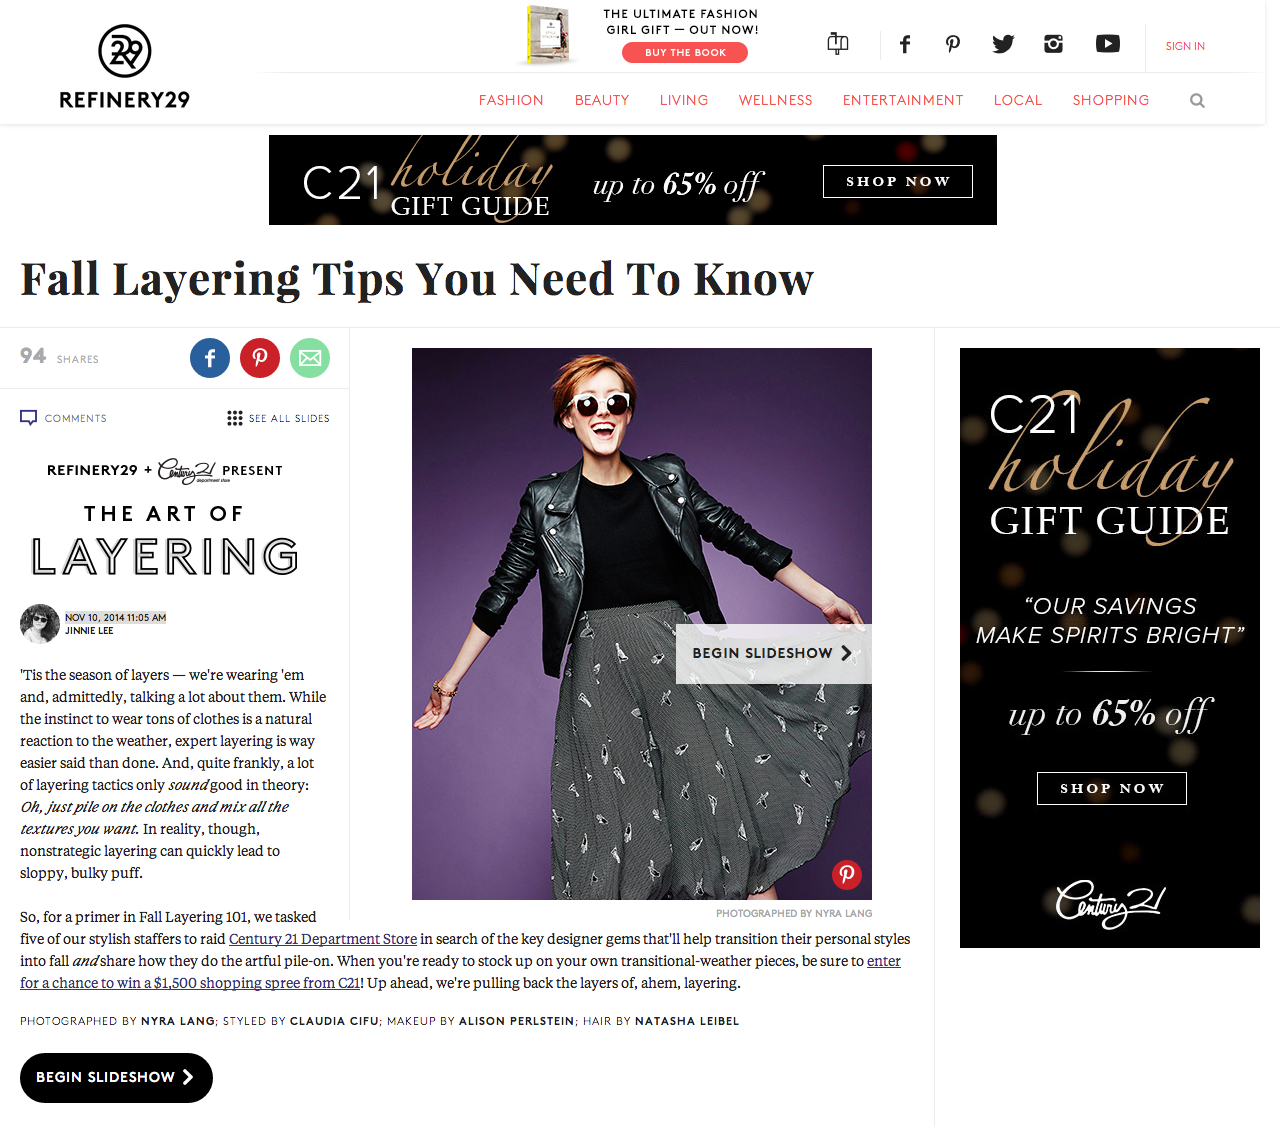 THE ULTIMATE FASHION
GIRL GIFT — OUT NOW!
BUY THE BOOK
SIGN IN
REFINERY29
FASHION BEAUTY LIVING WELLNESS ENTERTAINMENT LOCAL SHOPPING
C21 holiday
GIFT GUIDE
up to 65% off
SHOP NOW
Fall Layering Tips You Need To Know
94 SHARES
COMMENTS
SEE ALL SLIDES
REFINERY29 + Century 21 department store PRESENT
THE ART OF
LAYERING
NOV 10, 2014 11:05 AM
JINNIE LEE
'Tis the season of layers — we're wearing 'em
and, admittedly, talking a lot about them. While
the instinct to wear tons of clothes is a natural
reaction to the weather, expert layering is way
easier said than done. And, quite frankly, a lot
of layering tactics only sound good in theory:
Oh, just pile on the clothes and mix all the
textures you want. In reality, though,
nonstrategic layering can quickly lead to
sloppy, bulky puff.
So, for a primer in Fall Layering 101, we tasked
five of our stylish staffers to raid Century 21 Department Store in search of the key designer gems that'll help transition their personal styles
into fall and share how they do the artful pile-on. When you're ready to stock up on your own transitional-weather pieces, be sure to enter
for a chance to win a $1,500 shopping spree from C21! Up ahead, we're pulling back the layers of, ahem, layering.
PHOTOGRAPHED BY NYRA LANG; STYLED BY CLAUDIA CIFU; MAKEUP BY ALISON PERLSTEIN; HAIR BY NATASHA LEIBEL
BEGIN SLIDESHOW
BEGIN SLIDESHOW
PHOTOGRAPHED BY NYRA LANG
C21
holiday
GIFT GUIDE
“OUR SAVINGS
MAKE SPIRITS BRIGHT”
up to 65% off
SHOP NOW
Century 21